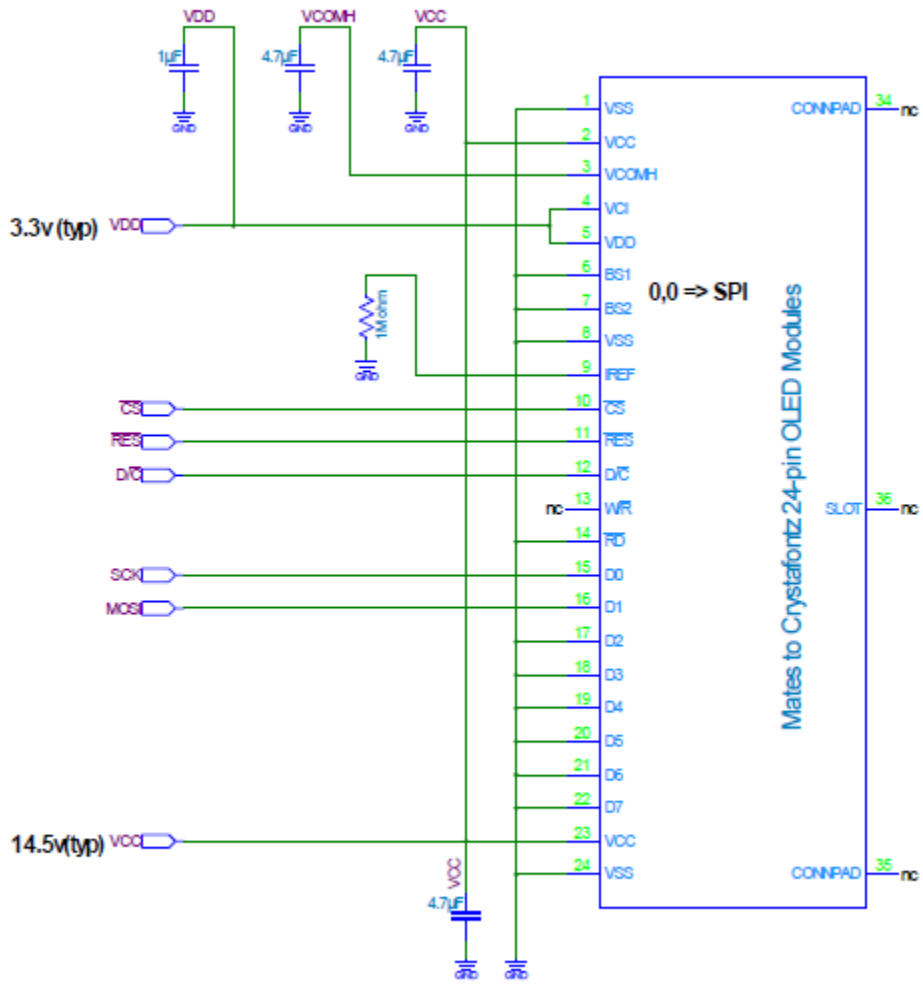 VDD
VCOMH
VCC
1µF
4.7µF
4.7µF
GND
GND
GND
1 VSS
CONNPAD 34 nc
2 VCC
3 VCOMH
4 VCI
3.3v (typ) VDD
5 VDD
6 BS1
0,0 => SPI
7 BS2
1Mohm
8 VSS
GND
9 IREF
CS 10 CS
RES 11 RES
D/C 12 D/C
nc 13 W/R
SLOT 36 nc
14 RD
SCK 15 D0
MOSI 16 D1
17 D2
18 D3
19 D4
20 D5
21 D6
22 D7
Mates to Crystafontz 24-pin OLED Modules
14.5v(typ) VCC 23 VCC
24 VSS
CONNPAD 35 nc
VCC
4.7µF
GND
GND